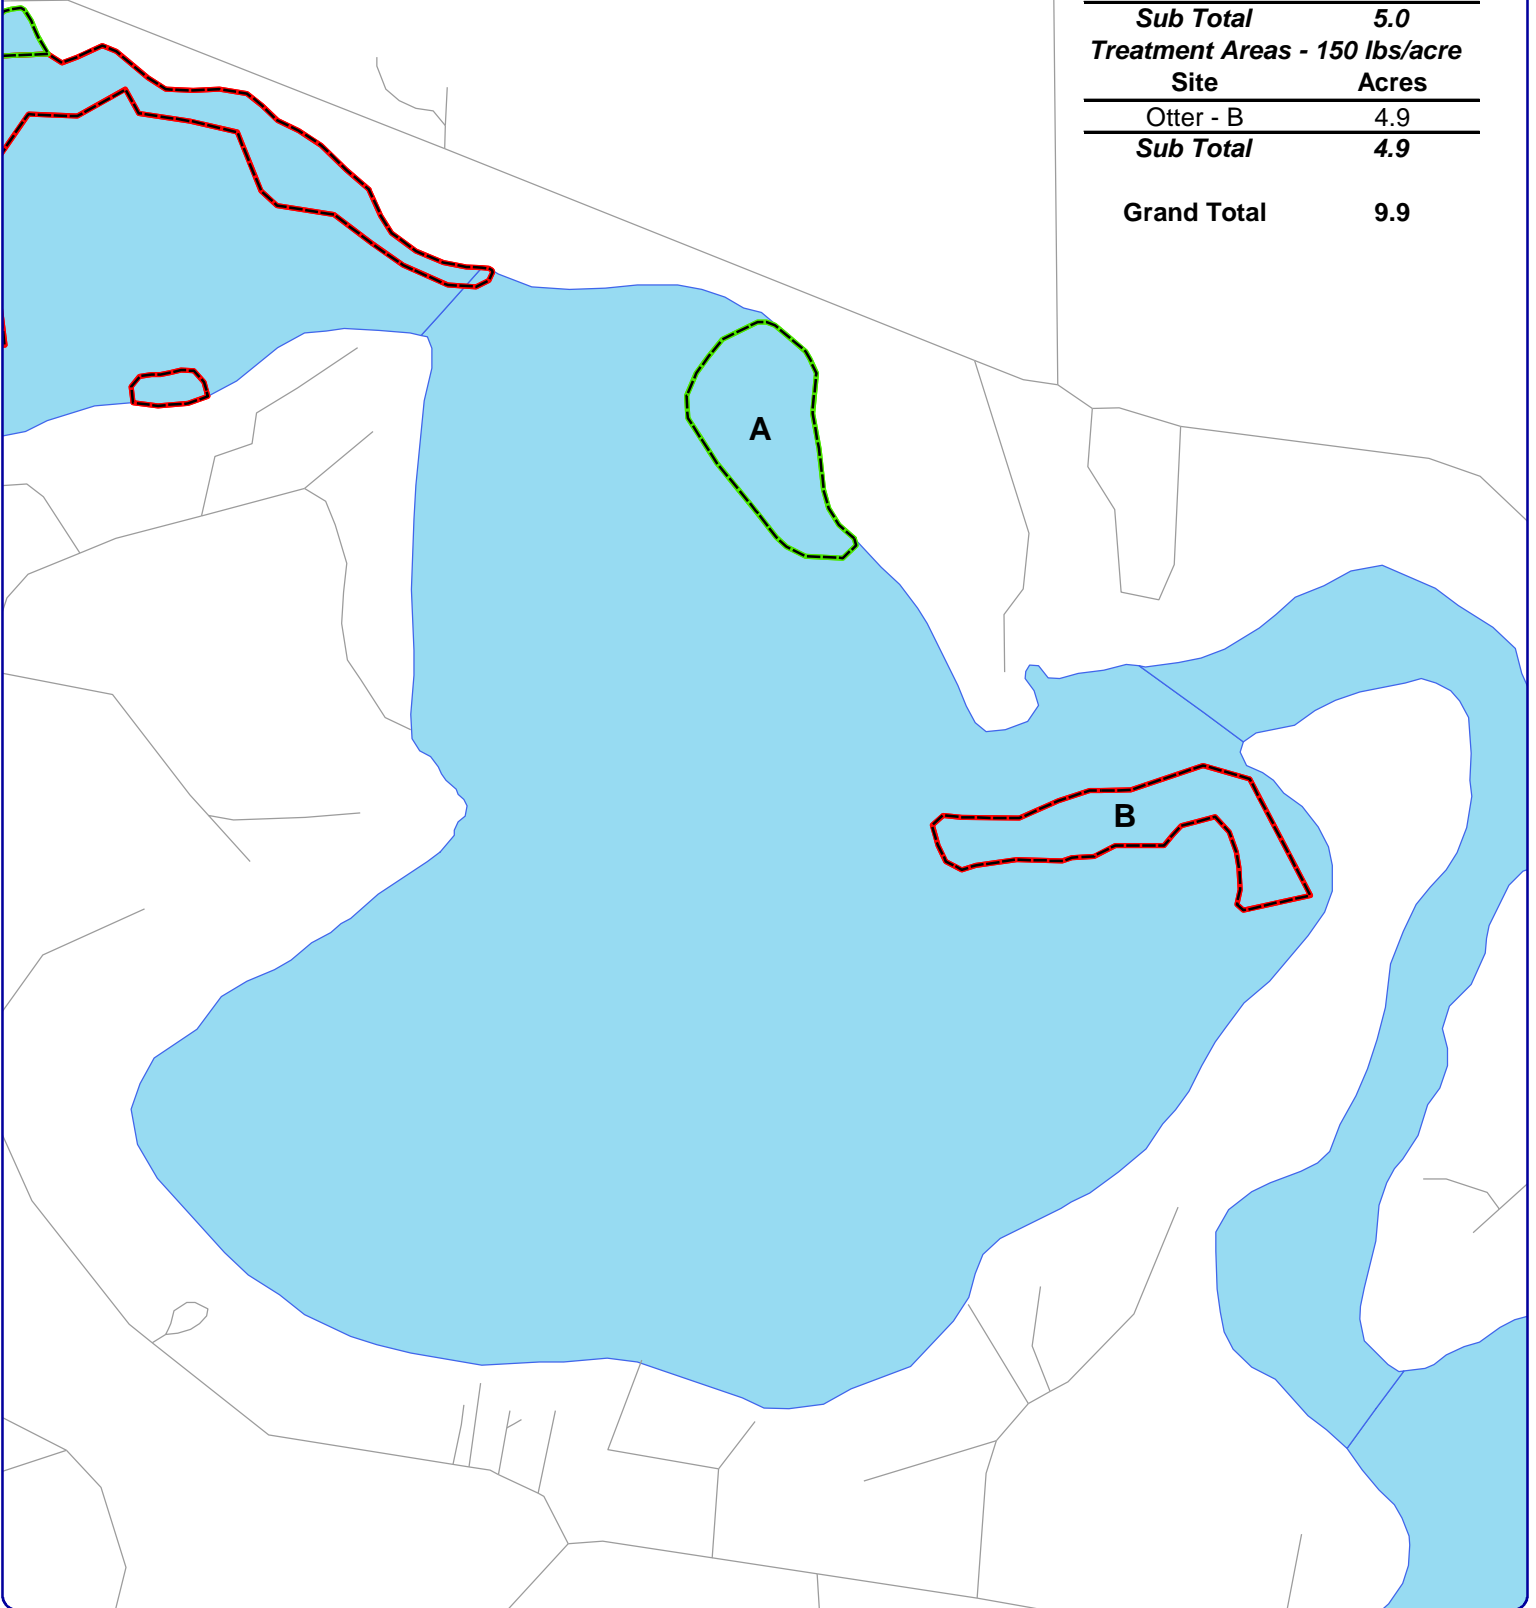 Sub Total 5.0
Treatment Areas - 150 lbs/acre
Site Acres
Otter - B 4.9
Sub Total 4.9
Grand Total 9.9
A
B